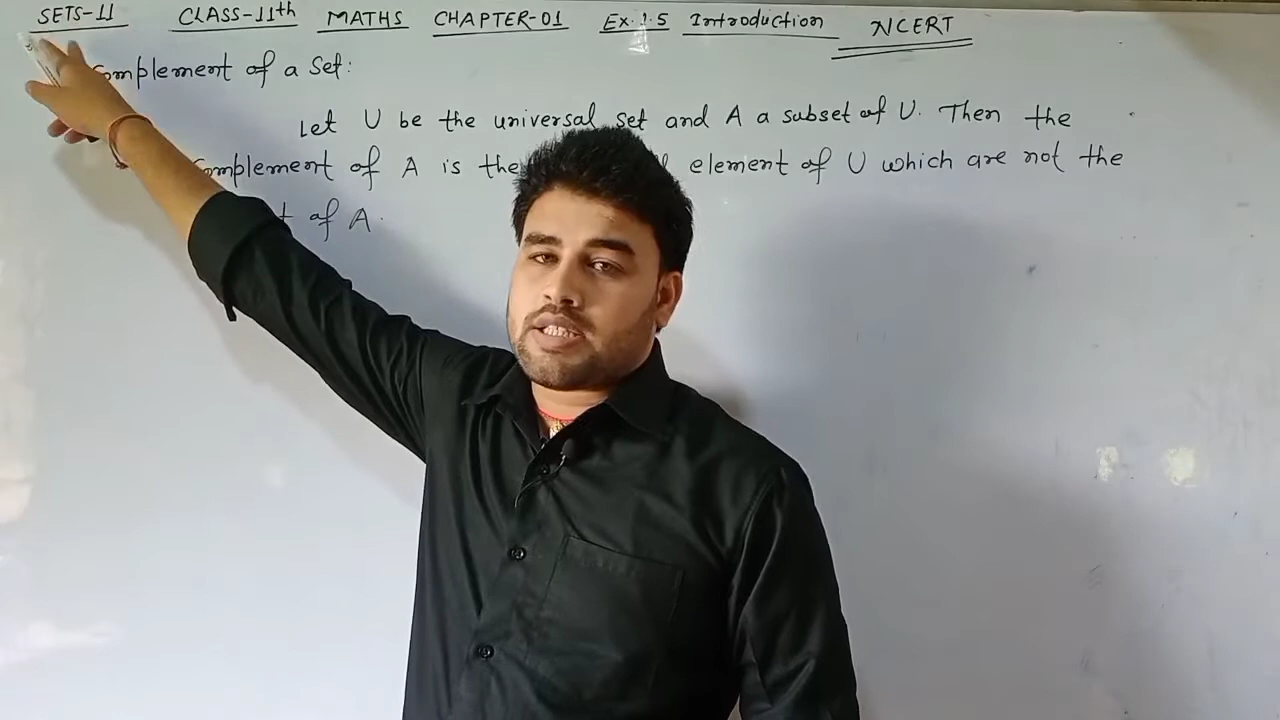 SETS-11 CLASS-11th MATHS CHAPTER-01 Ex. 1.5 Introduction NCERT
omplement of a Set:
Let U be the universal set and A a subset of U. Then the
omplement of A is the element of U which are not the
t of A.